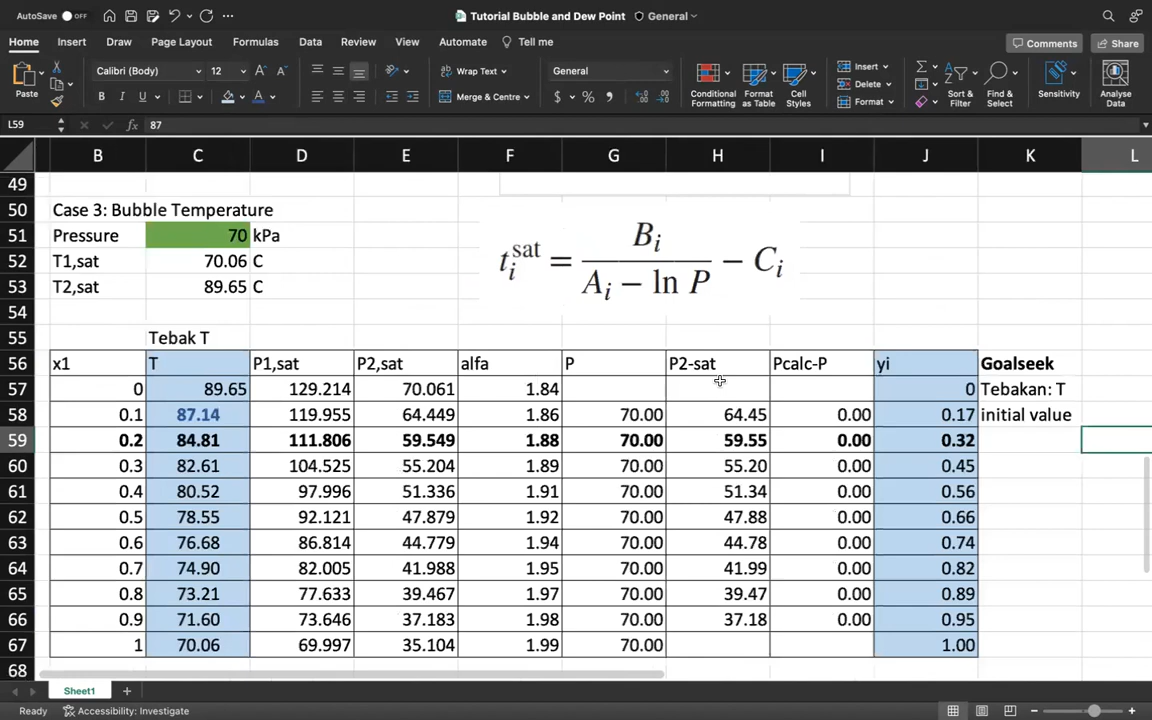 AutoSave OFF Tutorial Bubble and Dew Point General
Home Insert Draw Page Layout Formulas Data Review View Automate Tell me Comments Share
Paste Calibri (Body) 12 A A Wrap Text General Conditional Formatting Format as Table Cell Styles Insert Sort & Filter Find & Select Sensitivity Analyse Data
B I U A Merge & Centre $ % Delete
Format
L59 fx 87
B C D E F G H I J K L
49
50 Case 3: Bubble Temperature
51 Pressure 70 kPa
52 T1,sat 70.06 C
53 T2,sat 89.65 C
t_i^sat = B_i / (A_i − ln P) − C_i
54
55 Tebak T
56 x1 T P1,sat P2,sat alfa P P2-sat Pcalc-P yi Goalseek
57 0 89.65 129.214 70.061 1.84 0 Tebakan: T
58 0.1 87.14 119.955 64.449 1.86 70.00 64.45 0.00 0.17 initial value
59 0.2 84.81 111.806 59.549 1.88 70.00 59.55 0.00 0.32
60 0.3 82.61 104.525 55.204 1.89 70.00 55.20 0.00 0.45
61 0.4 80.52 97.996 51.336 1.91 70.00 51.34 0.00 0.56
62 0.5 78.55 92.121 47.879 1.92 70.00 47.88 0.00 0.66
63 0.6 76.68 86.814 44.779 1.94 70.00 44.78 0.00 0.74
64 0.7 74.90 82.005 41.988 1.95 70.00 41.99 0.00 0.82
65 0.8 73.21 77.633 39.467 1.97 70.00 39.47 0.00 0.89
66 0.9 71.60 73.646 37.183 1.98 70.00 37.18 0.00 0.95
67 1 70.06 69.997 35.104 1.99 70.00 1.00
68
Sheet1
Ready Accessibility: Investigate